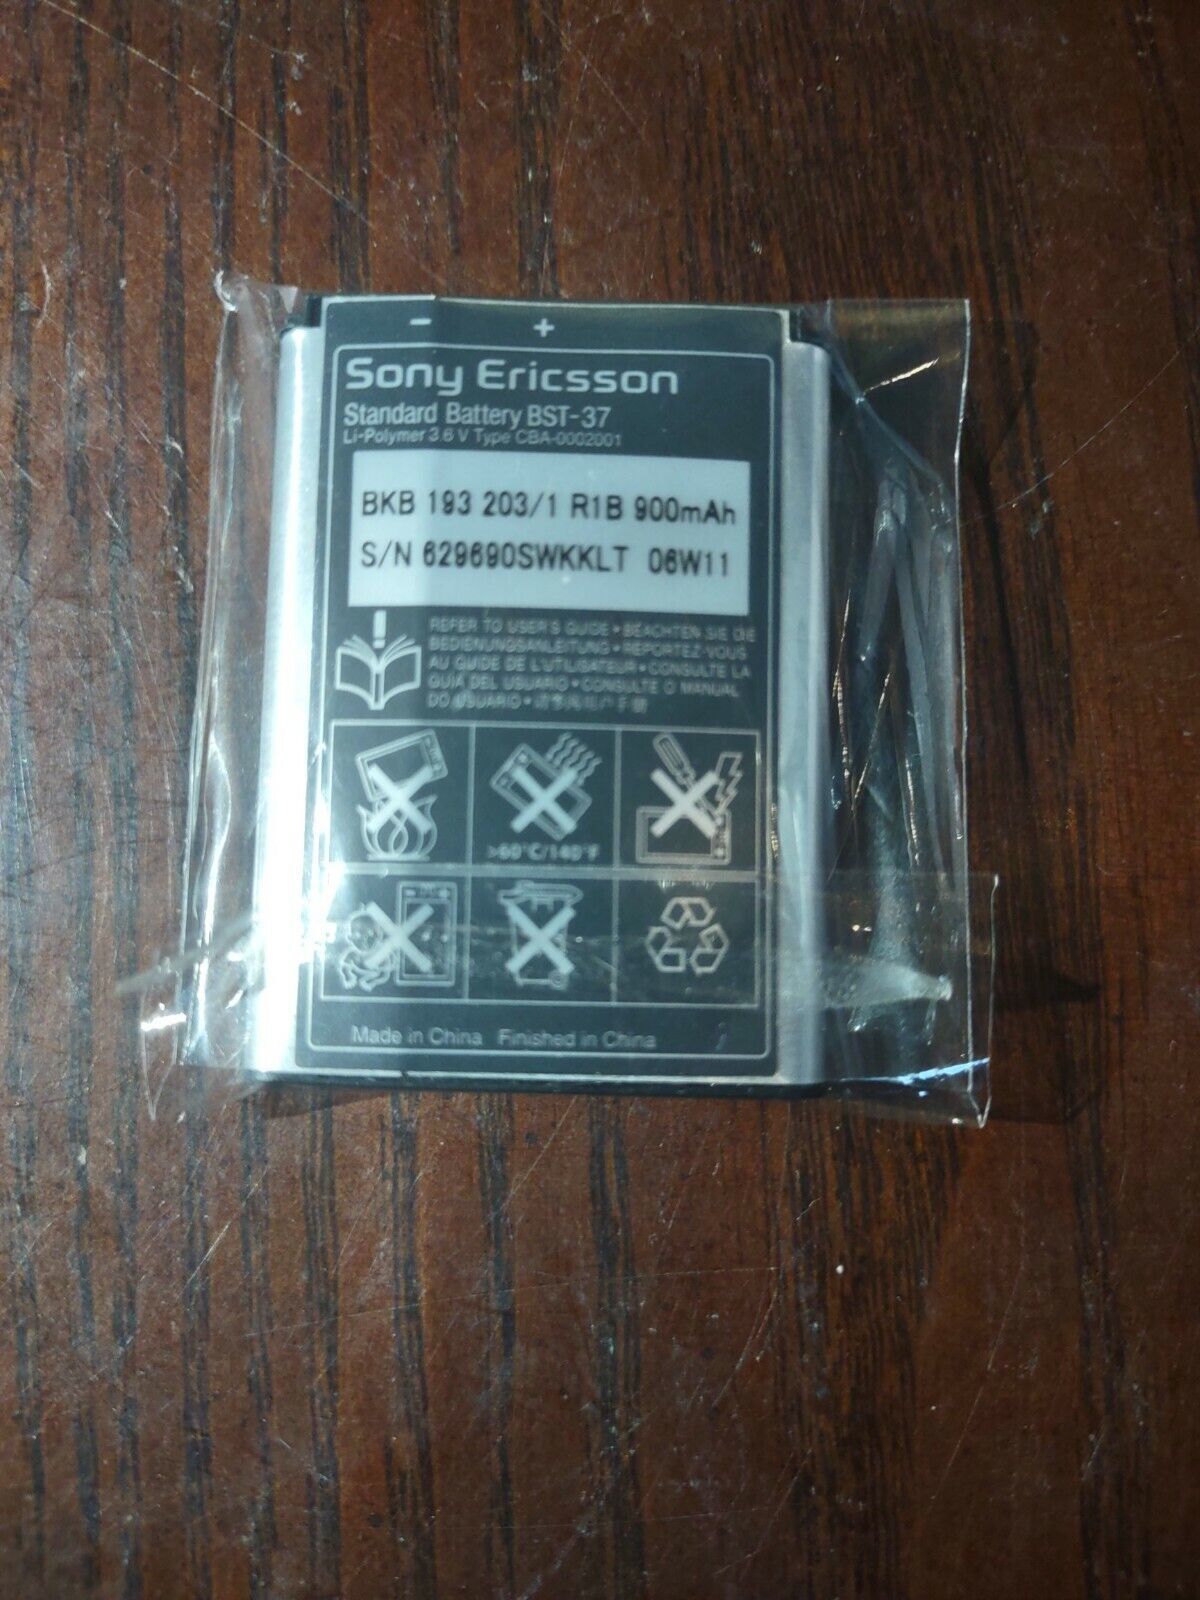 - +
Sony Ericsson
Standard Battery BST-37
Li-Polymer 3.6 V Type CBA-0002001
BKB 193 203/1 R1B 900mAh
S/N 629690SWKKLT 06W11
REFER TO USER'S GUIDE • BEACHTEN SIE DIE
BEDIENUNGSANLEITUNG • REPORTEZ-VOUS
AU GUIDE DE L'UTILISATEUR • CONSULTE LA
GUIA DEL USUARIO • CONSULTE O MANUAL
DO USUARIO •
>60°C/140°F
Made in China Finished in China